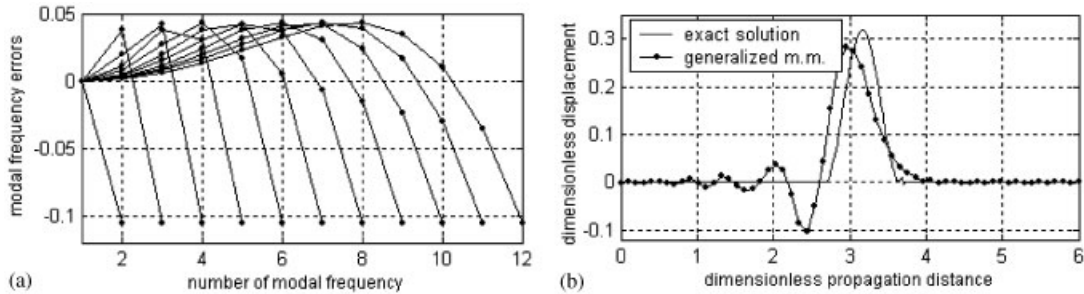 modal frequency errors
0.05
0
-0.05
-0.1
2 4 6 8 10 12
number of modal frequency
(a)
dimensionless displacement
0.3
0.2
0.1
0
-0.1
exact solution
generalized m.m.
0 1 2 3 4 5 6
dimensionless propagation distance
(b)